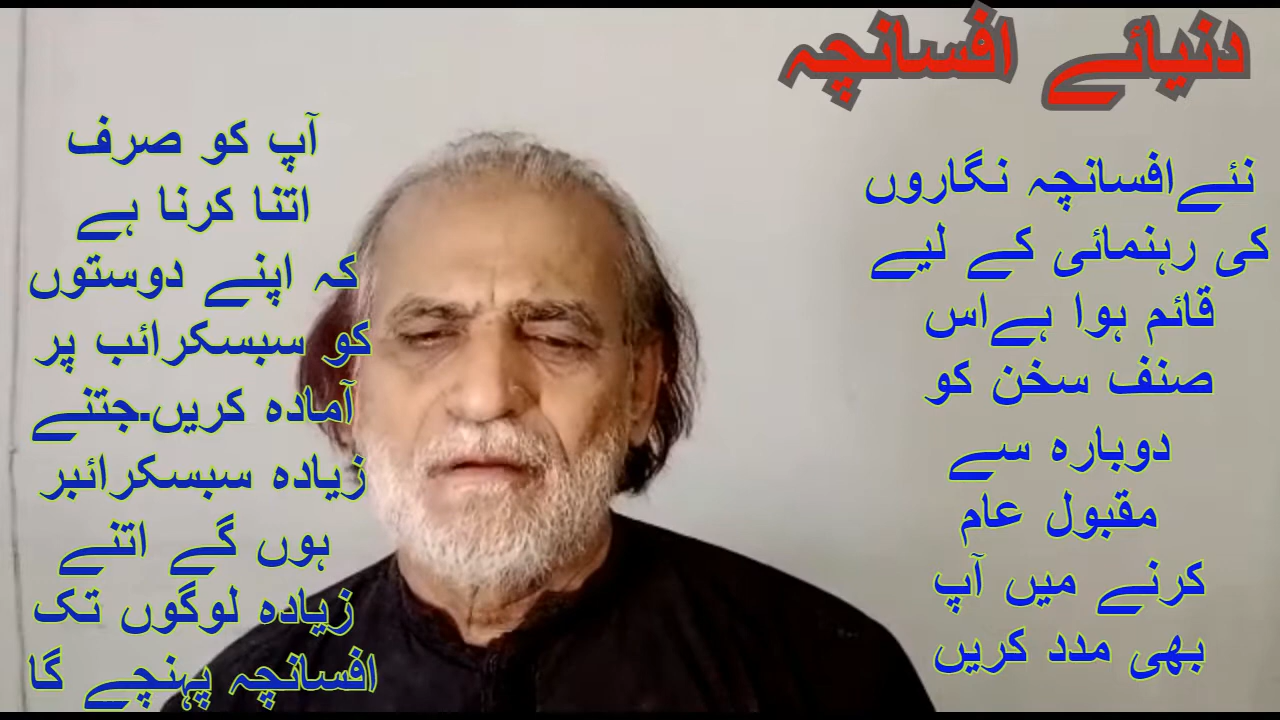 دنیائے افسانچہ
نئےافسانچہ نگاروں
کی رہنمائی کے لیے
قائم ہوا ہےاس
صنف سخن کو
دوبارہ سے
مقبول عام
کرنے میں آپ
بھی مدد کریں
آپ کو صرف
اتنا کرنا ہے
کہ اپنے دوستوں
کو سبسکرائب پر
آمادہ کریں۔جتنے
زیادہ سبسکرائبر
ہوں گے اتنے
زیادہ لوگوں تک
افسانچہ پہنچے گا